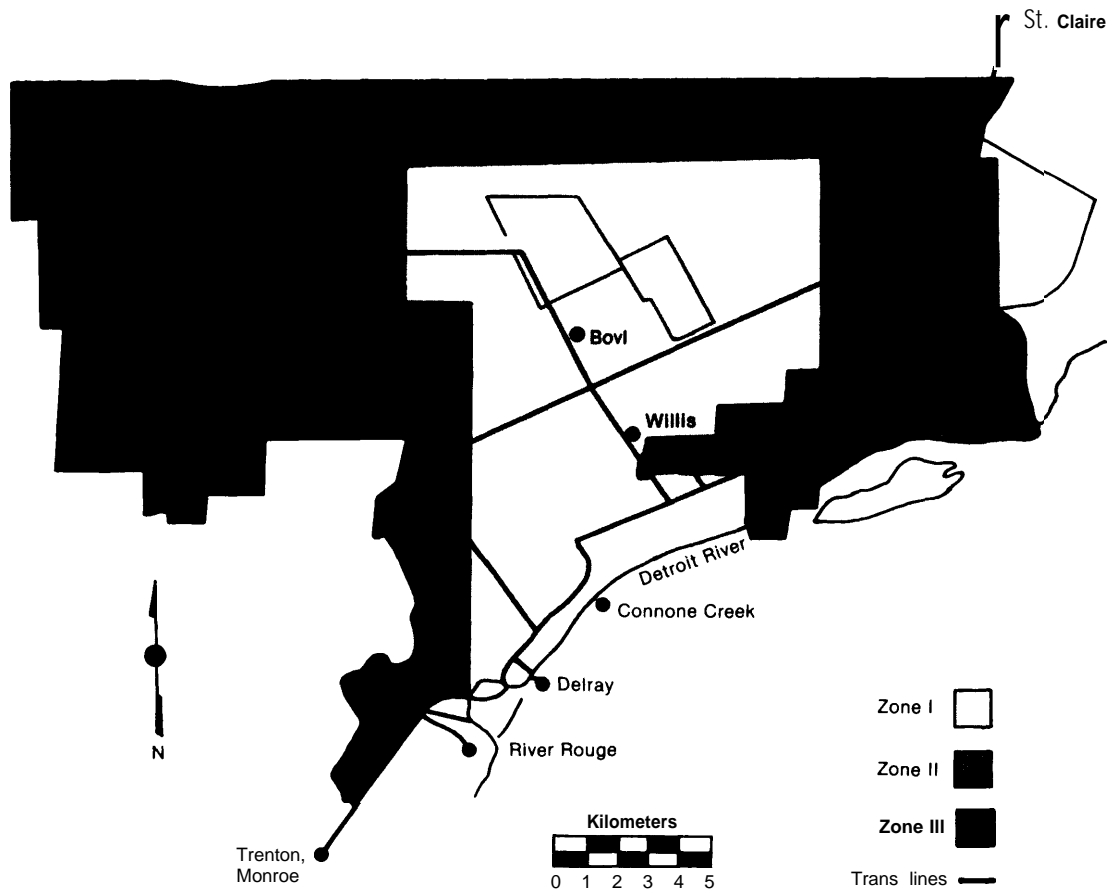 St. Claire
Bovl
Willis
Detroit River
Connone Creek
Delray
River Rouge
N
Trenton,
Monroe
Zone I
Zone II
Zone III
Trans lines
Kilometers
0 1 2 3 4 5